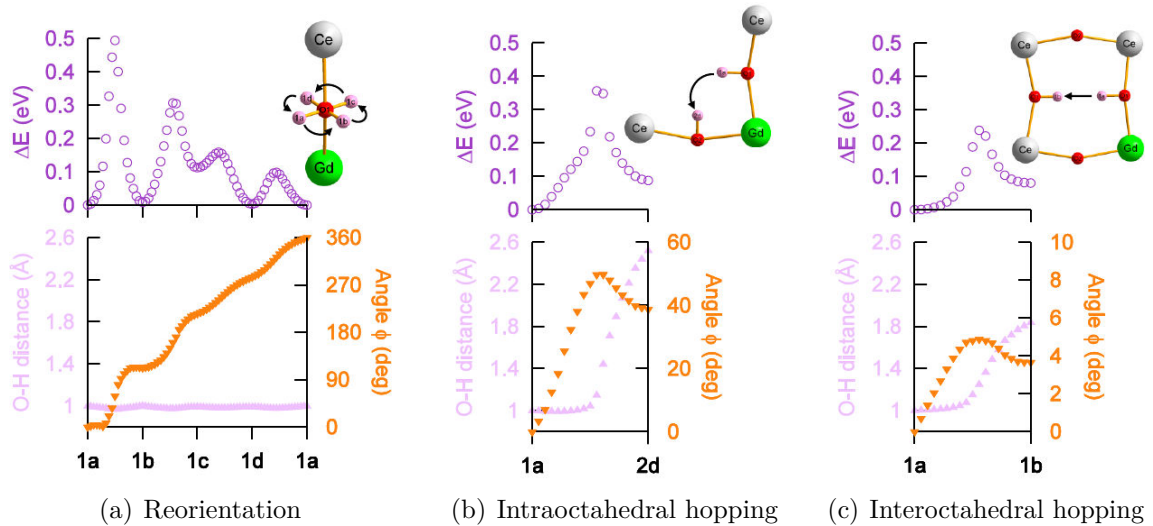 0.5
0.4
0.3
0.2
0.1
0
ΔE (eV)
Ce
1d
1a
1b
Gd
0.5
0.4
0.3
0.2
0.1
0
ΔE (eV)
Ce
Ce
Gd
0.5
0.4
0.3
0.2
0.1
0
ΔE (eV)
Ce
Ce
Ce
Gd
2.6
2.2
1.8
1.4
1
O-H distance (Å)
360
270
180
90
0
Angle ϕ (deg)
1a 1b 1c 1d 1a
2.6
2.2
1.8
1.4
1
O-H distance (Å)
60
40
20
0
Angle ϕ (deg)
1a 2d
2.6
2.2
1.8
1.4
1
O-H distance (Å)
10
8
6
4
2
0
Angle ϕ (deg)
1a 1b
(a) Reorientation
(b) Intraoctahedral hopping
(c) Interoctahedral hopping